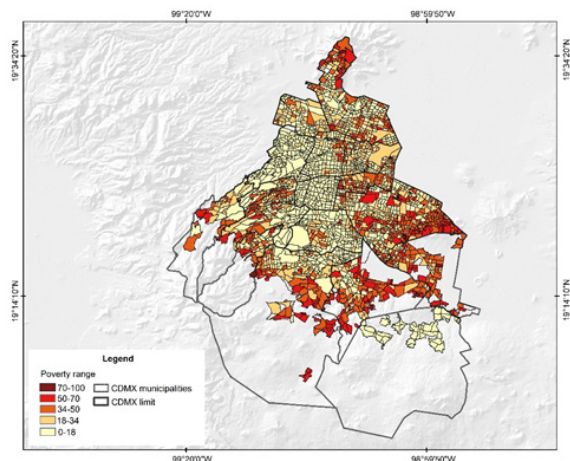 99°20'0"W 98°59'50"W
19°34'20"N 19°34'20"N
19°14'10"N 19°14'10"N
Legend
Poverty range
70-100 CDMX municipalities
50-70 CDMX limit
34-50
18-34
0-18
99°20'0"W 98°59'50"W